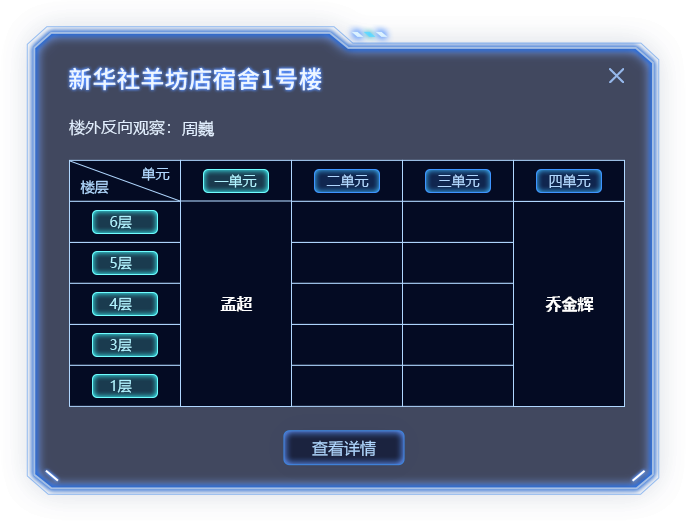 新华社羊坊店宿舍1号楼
楼外反向观察：周巍
单元
楼层
一单元 二单元 三单元 四单元
6层
5层
4层 孟超 乔金辉
3层
1层
查看详情